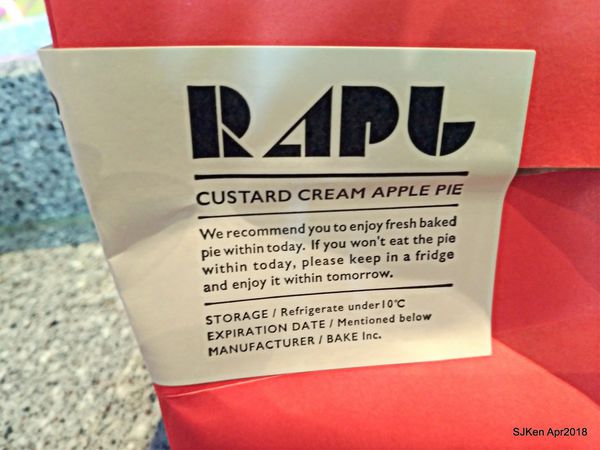 RAPL
CUSTARD CREAM APPLE PIE
We recommend you to enjoy fresh baked
pie within today. If you won't eat the pie
within today, please keep in a fridge
and enjoy it within tomorrow.
STORAGE / Refrigerate under 10°C
EXPIRATION DATE / Mentioned below
MANUFACTURER / BAKE Inc.
SJKen Apr2018